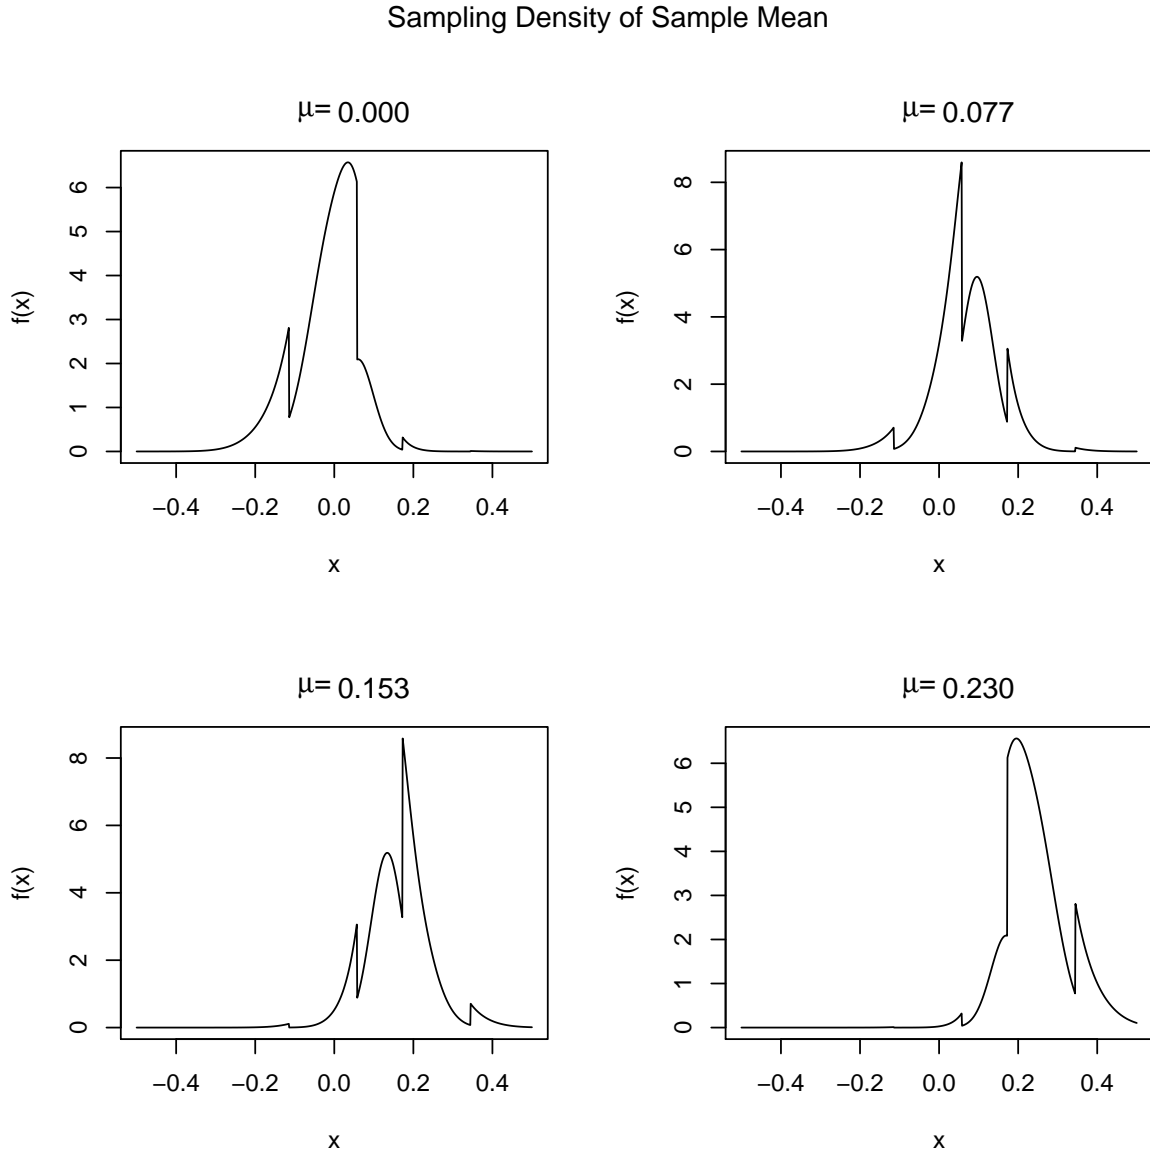 Sampling Density of Sample Mean
μ= 0.000
f(x)
0 1 2 3 4 5 6
−0.4 −0.2 0.0 0.2 0.4
x
μ= 0.077
f(x)
0 2 4 6 8
−0.4 −0.2 0.0 0.2 0.4
x
μ= 0.153
f(x)
0 2 4 6 8
−0.4 −0.2 0.0 0.2 0.4
x
μ= 0.230
f(x)
0 1 2 3 4 5 6
−0.4 −0.2 0.0 0.2 0.4
x